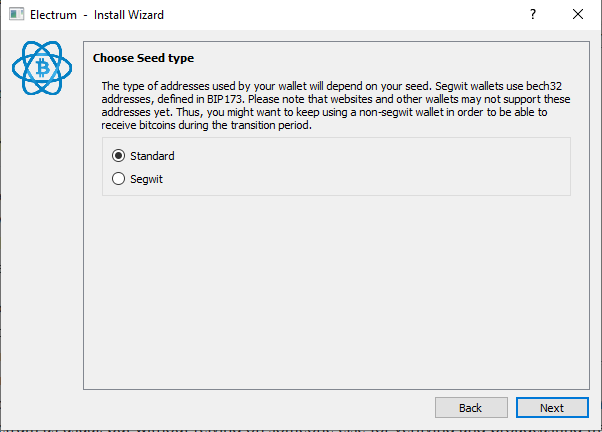 Electrum - Install Wizard
Choose Seed type
The type of addresses used by your wallet will depend on your seed. Segwit wallets use bech32
addresses, defined in BIP173. Please note that websites and other wallets may not support these
addresses yet. Thus, you might want to keep using a non-segwit wallet in order to be able to
receive bitcoins during the transition period.
Standard
Segwit
Back
Next